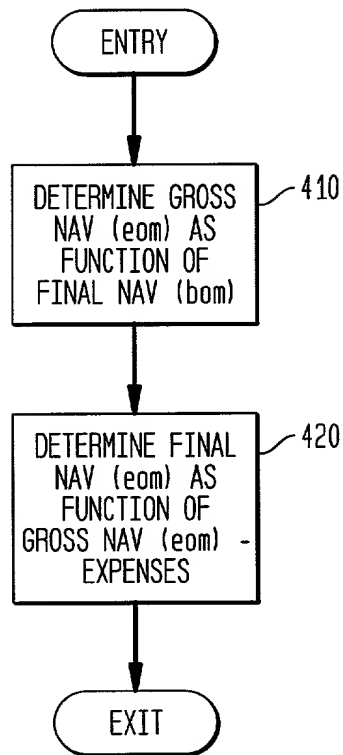 ENTRY
DETERMINE GROSS
NAV (eom) AS
FUNCTION OF
FINAL NAV (bom)
410
DETERMINE FINAL
NAV (eom) AS
FUNCTION OF
GROSS NAV (eom) -
EXPENSES
420
EXIT